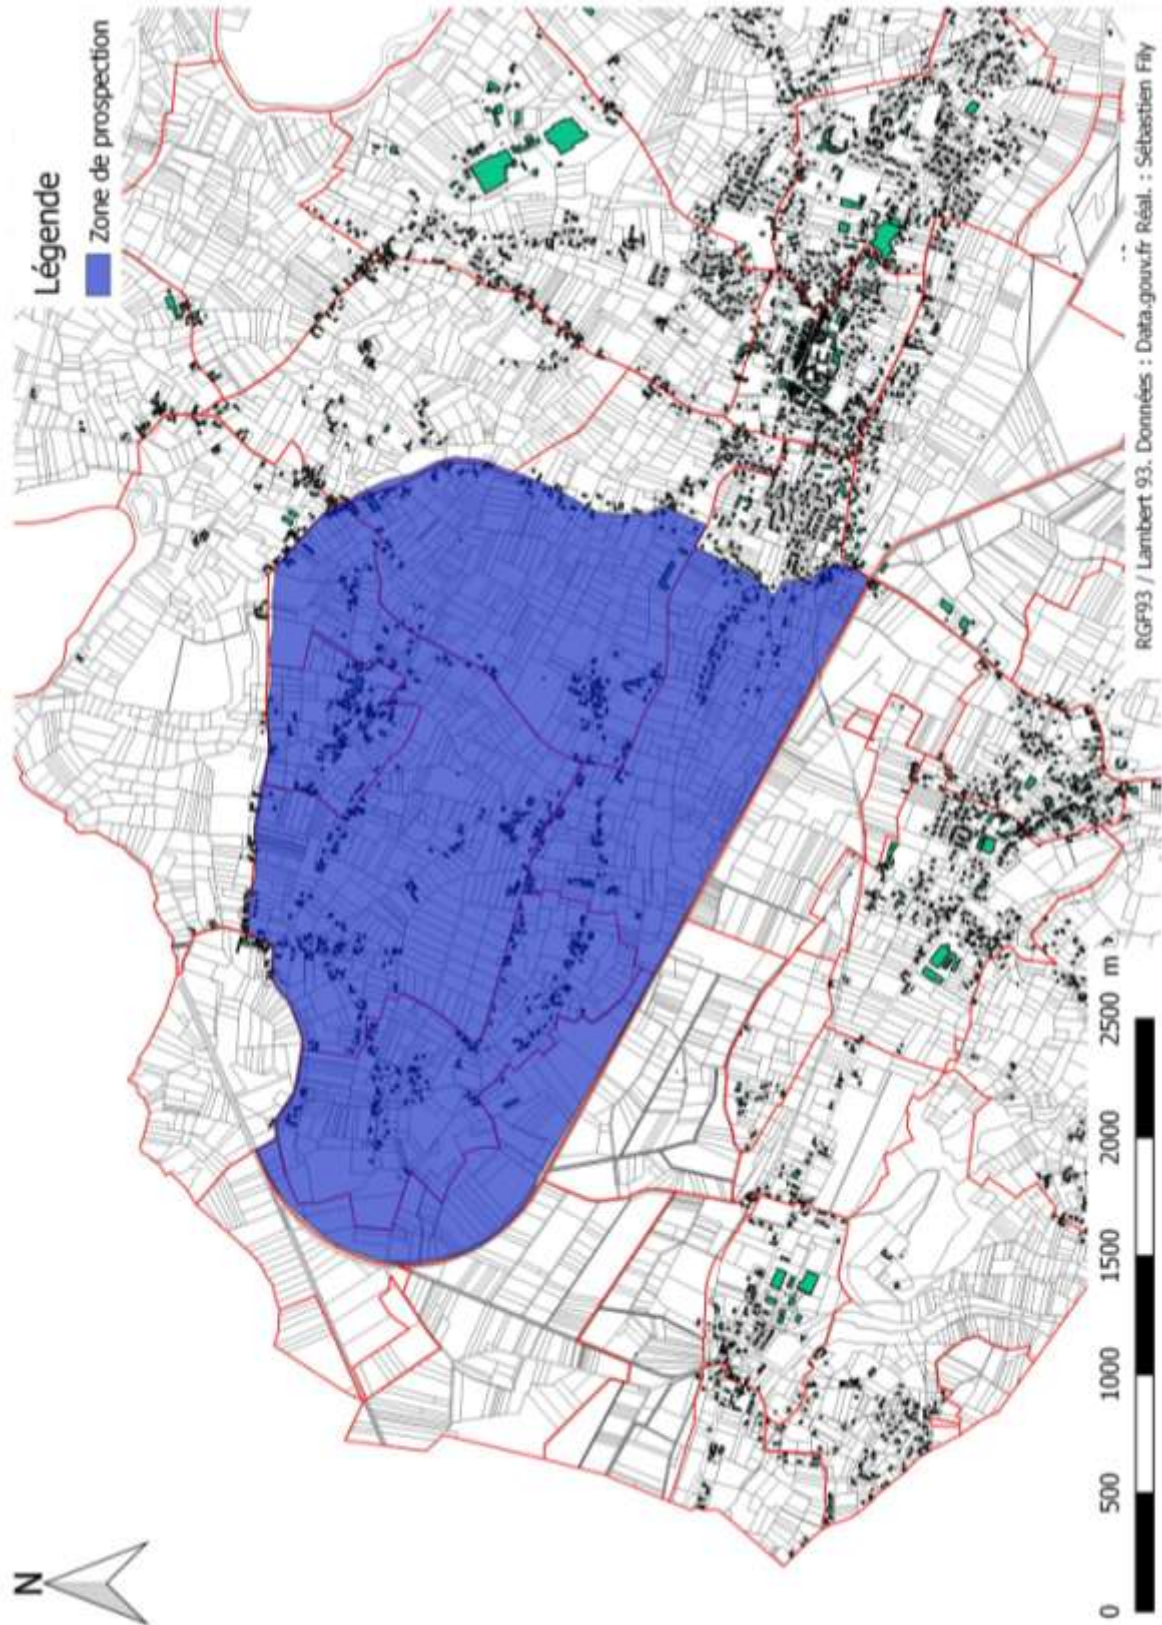 N
Légende
Zone de prospection
0 500 1000 1500 2000 2500 m
RGF93 / Lambert 93. Données : Data.gouv.fr Réal. : Sébastien Fily